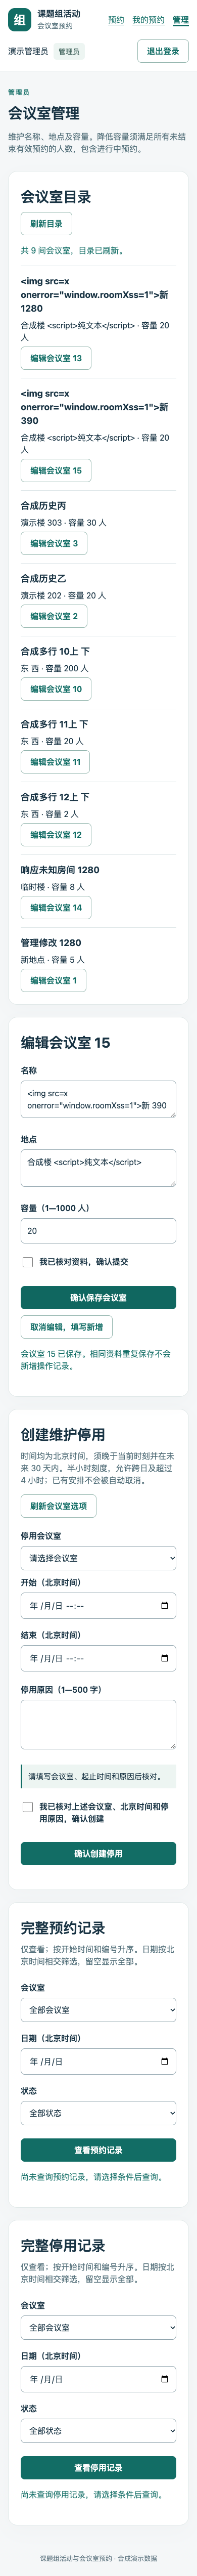 组
课题组活动
会议室预约
预约
我的预约
管理
演示管理员
管理员
退出登录
管理员
会议室管理
维护名称、地点及容量。降低容量须满足所有未结
束有效预约的人数，包含进行中预约。
会议室目录
刷新目录
共 9 间会议室，目录已刷新。
<img src=x
onerror="window.roomXss=1">新
1280
合成楼 <script>纯文本</script> · 容量 20
人
编辑会议室 13
<img src=x
onerror="window.roomXss=1">新
390
合成楼 <script>纯文本</script> · 容量 20
人
编辑会议室 15
合成历史丙
演示楼 303 · 容量 30 人
编辑会议室 3
合成历史乙
演示楼 202 · 容量 20 人
编辑会议室 2
合成多行 10上 下
东 西 · 容量 200 人
编辑会议室 10
合成多行 11上 下
东 西 · 容量 20 人
编辑会议室 11
合成多行 12上 下
东 西 · 容量 2 人
编辑会议室 12
响应未知房间 1280
临时楼 · 容量 8 人
编辑会议室 14
管理修改 1280
新地点 · 容量 5 人
编辑会议室 1
编辑会议室 15
名称
<img src=x
onerror="window.roomXss=1">新 390
地点
合成楼 <script>纯文本</script>
容量（1—1000 人）
20
我已核对资料，确认提交
确认保存会议室
取消编辑，填写新增
会议室 15 已保存。相同资料重复保存不会
新增操作记录。
创建维护停用
时间均为北京时间，须晚于当前时刻并在未
来 30 天内。半小时刻度，允许跨日及超过
4 小时；已有安排不会被自动取消。
刷新会议室选项
停用会议室
请选择会议室
开始（北京时间）
年 /月/日 --:--
结束（北京时间）
年 /月/日 --:--
停用原因（1—500 字）
请填写会议室、起止时间和原因后核对。
我已核对上述会议室、北京时间和停
用原因，确认创建
确认创建停用
完整预约记录
仅查看；按开始时间和编号升序。日期按北
京时间相交筛选，留空显示全部。
会议室
全部会议室
日期（北京时间）
年 /月/日
状态
全部状态
查看预约记录
尚未查询预约记录，请选择条件后查询。
完整停用记录
仅查看；按开始时间和编号升序。日期按北
京时间相交筛选，留空显示全部。
会议室
全部会议室
日期（北京时间）
年 /月/日
状态
全部状态
查看停用记录
尚未查询停用记录，请选择条件后查询。
课题组活动与会议室预约 · 合成演示数据